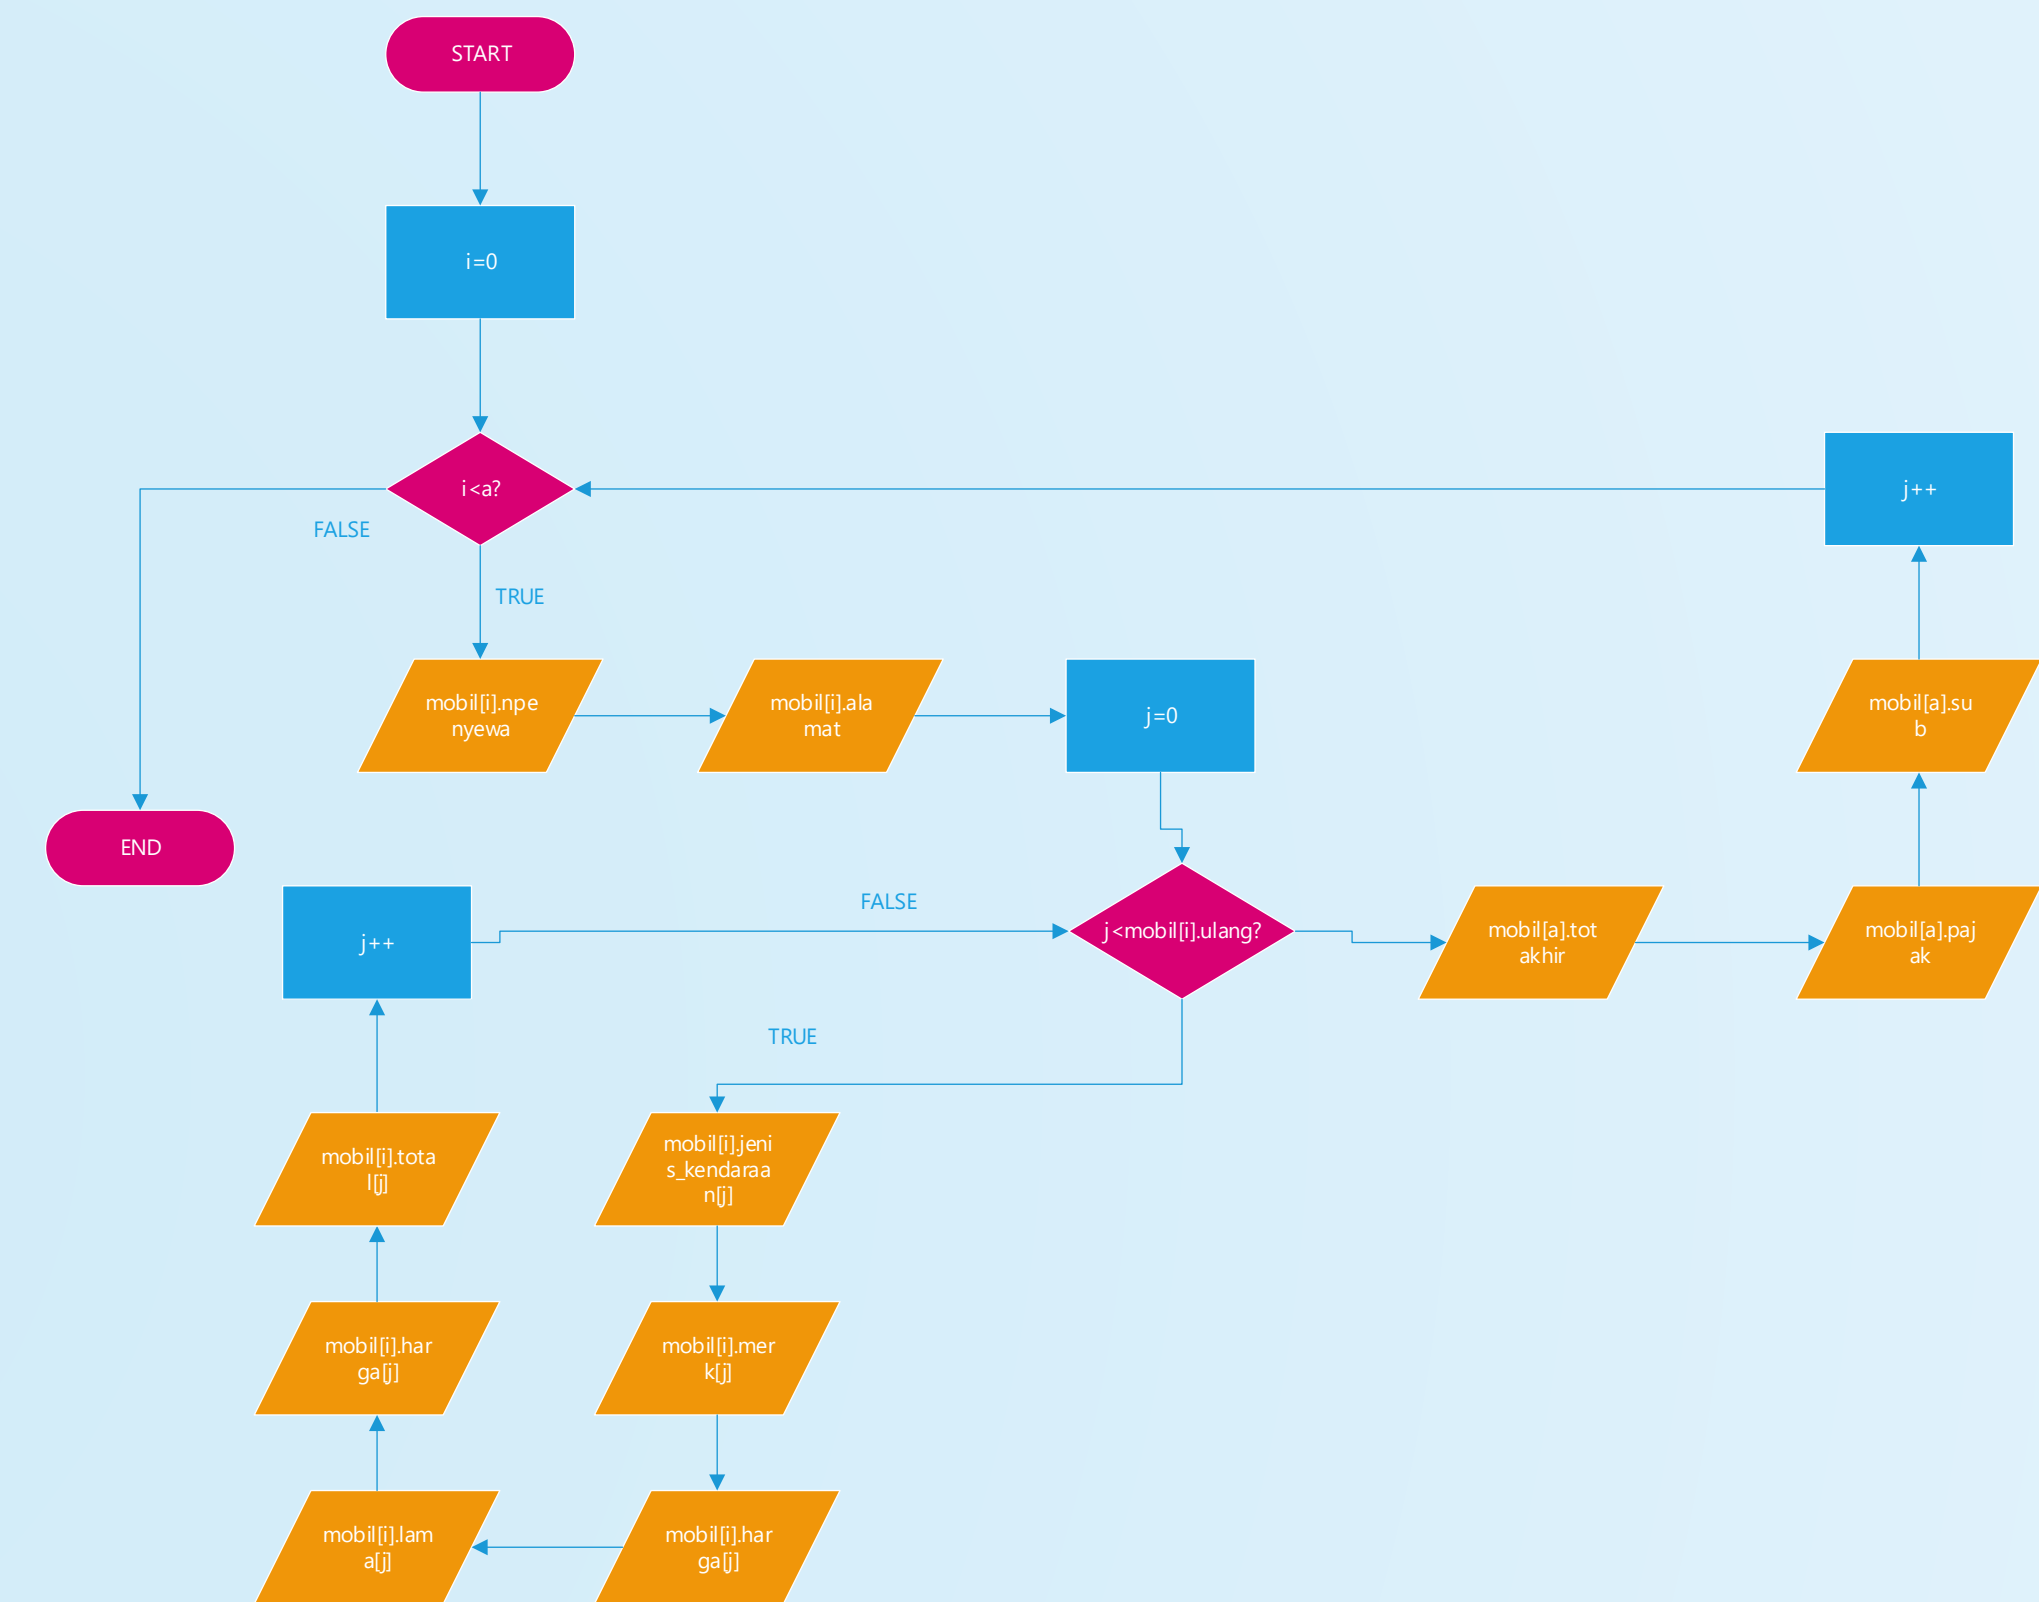 START
i=0
i<a?
j++
FALSE
TRUE
mobil[i].npe
nyewa
mobil[i].ala
mat
j=0
mobil[a].su
b
END
j++
FALSE
j<mobil[i].ulang?
mobil[a].tot
akhir
mobil[a].paj
ak
TRUE
mobil[i].tota
l[j]
mobil[i].jeni
s_kendaraa
n[j]
mobil[i].har
ga[j]
mobil[i].mer
k[j]
mobil[i].lam
a[j]
mobil[i].har
ga[j]